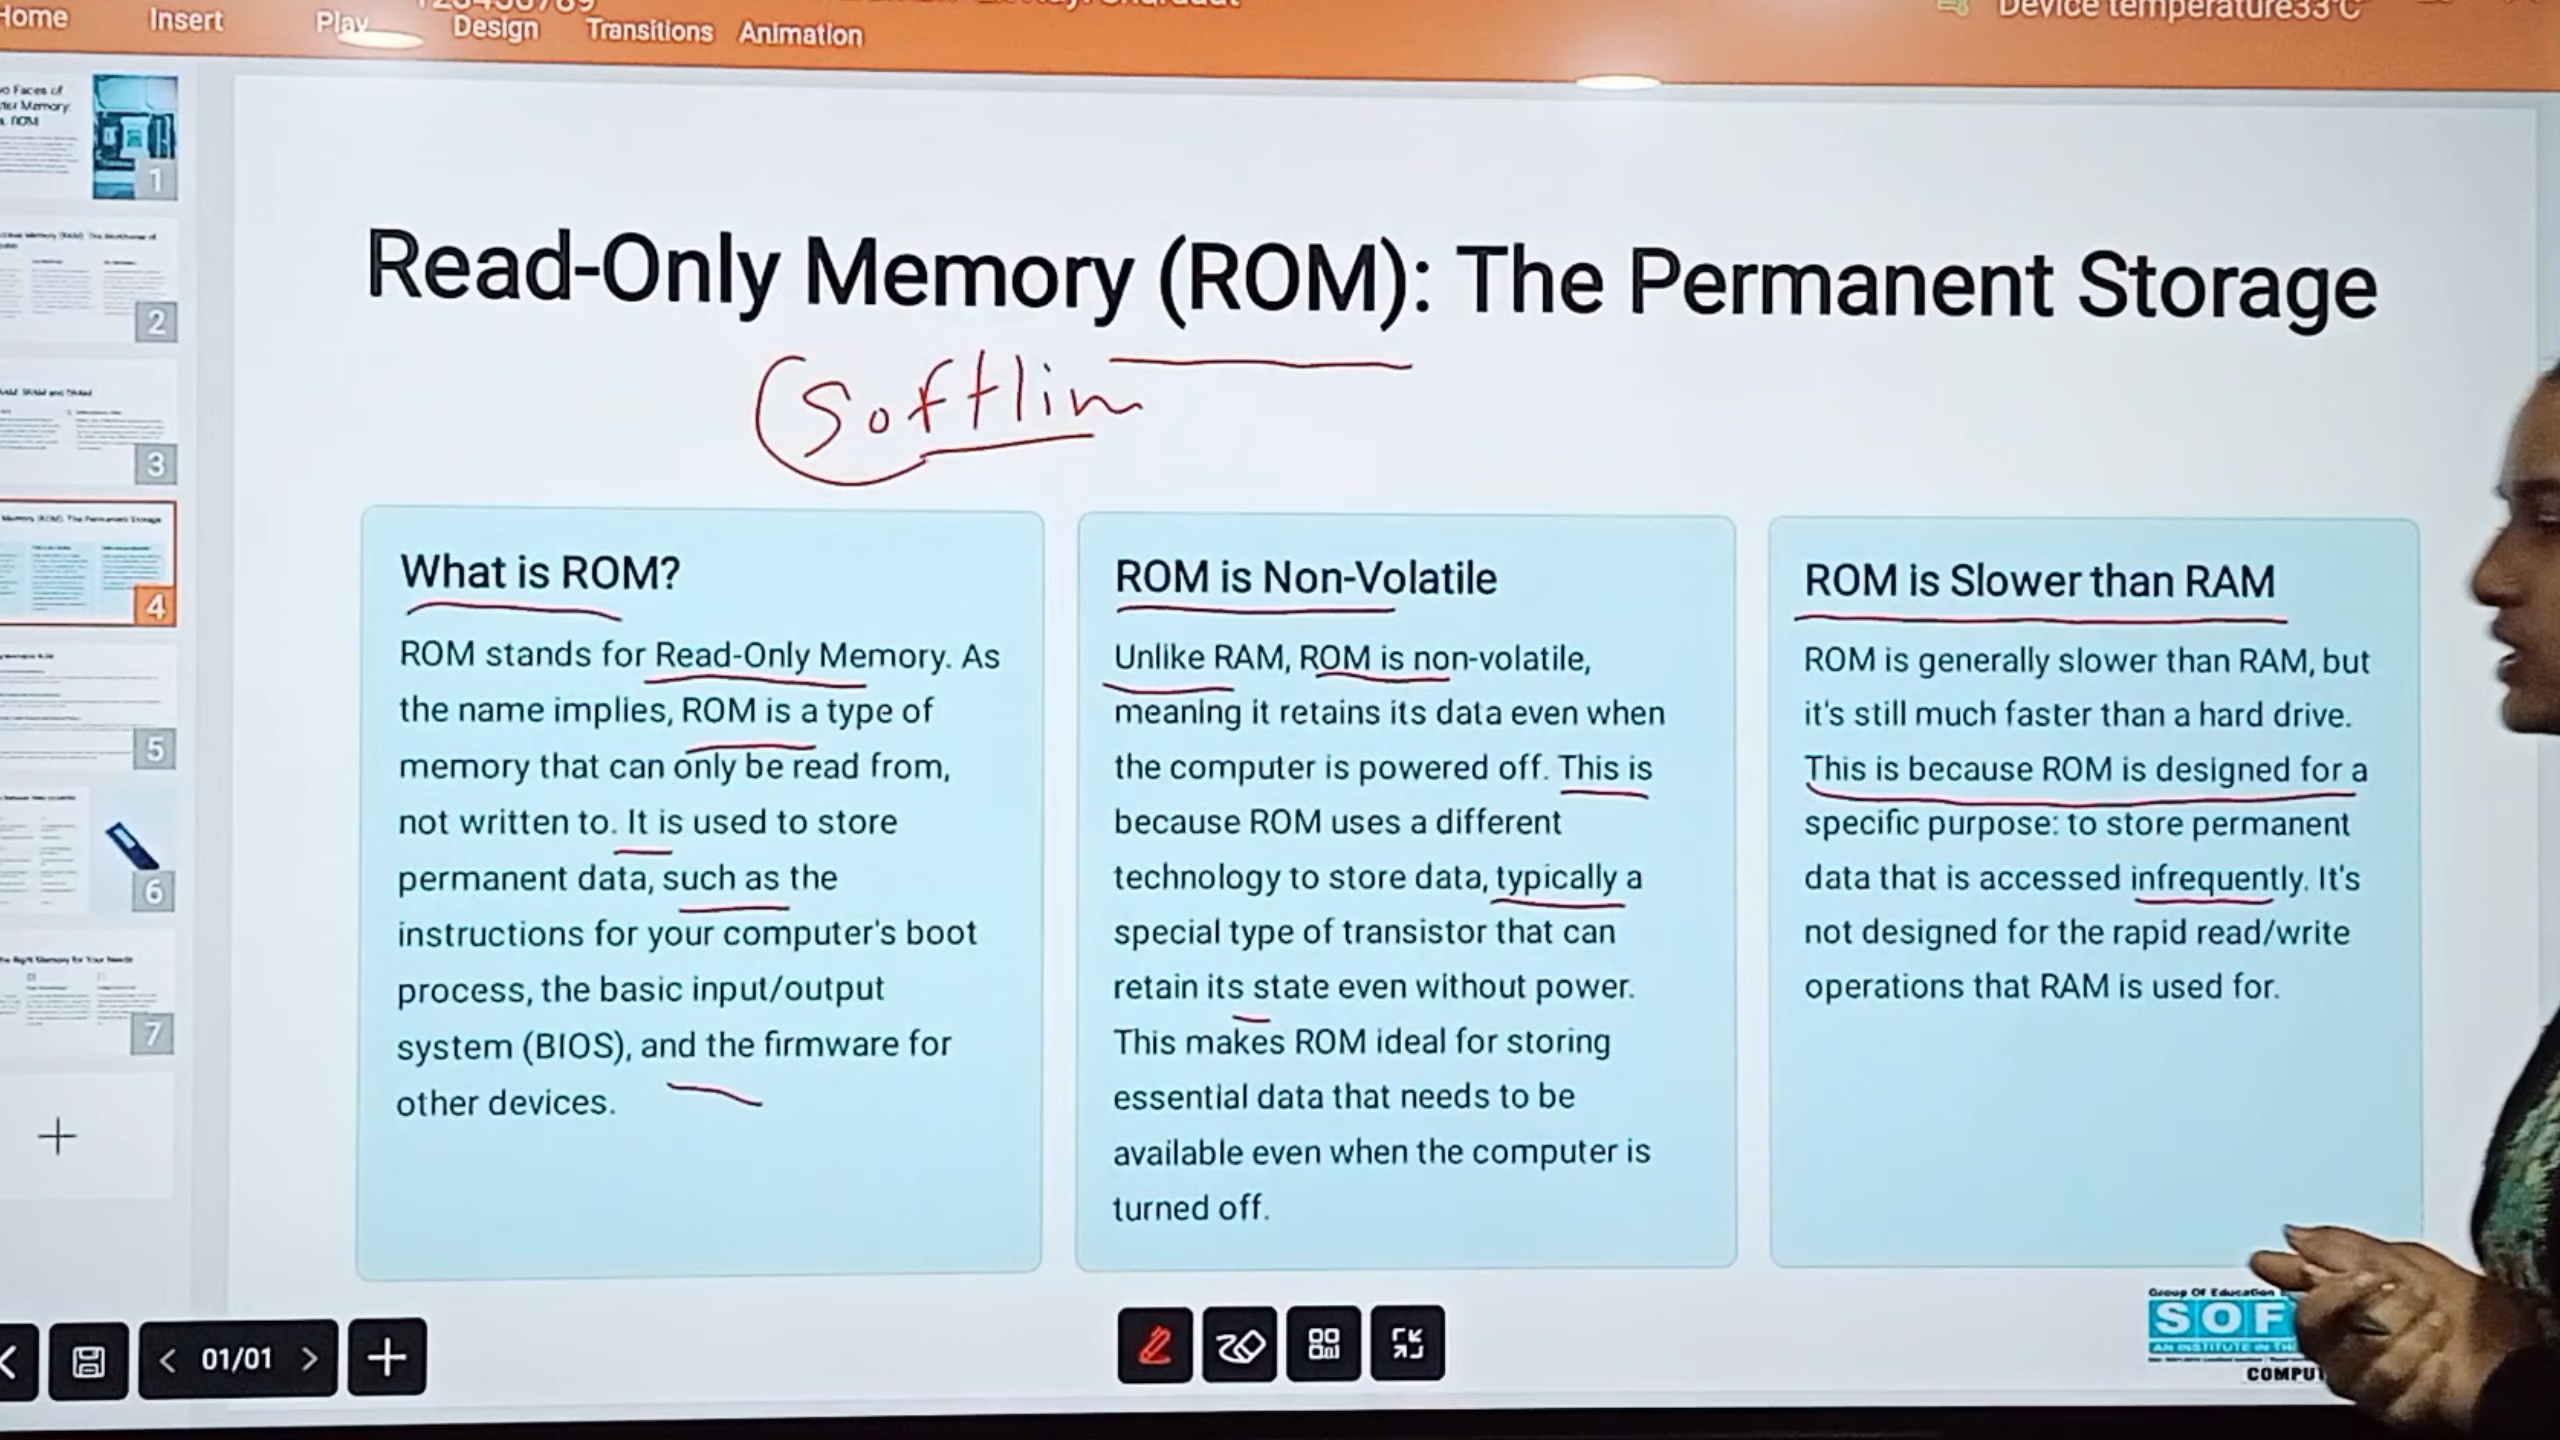 Home Insert Play Design Transitions Animation
Device temperature33°C
1
2
3
4
5
6
7
Read-Only Memory (ROM): The Permanent Storage
Softlin
What is ROM?
ROM stands for Read-Only Memory. As
the name implies, ROM is a type of
memory that can only be read from,
not written to. It is used to store
permanent data, such as the
instructions for your computer's boot
process, the basic input/output
system (BIOS), and the firmware for
other devices.
ROM is Non-Volatile
Unlike RAM, ROM is non-volatile,
meaning it retains its data even when
the computer is powered off. This is
because ROM uses a different
technology to store data, typically a
special type of transistor that can
retain its state even without power.
This makes ROM ideal for storing
essential data that needs to be
available even when the computer is
turned off.
ROM is Slower than RAM
ROM is generally slower than RAM, but
it's still much faster than a hard drive.
This is because ROM is designed for a
specific purpose: to store permanent
data that is accessed infrequently. It's
not designed for the rapid read/write
operations that RAM is used for.
01/01
Group Of Education
SOF
AN INSTITUTE IN TH
COMPU